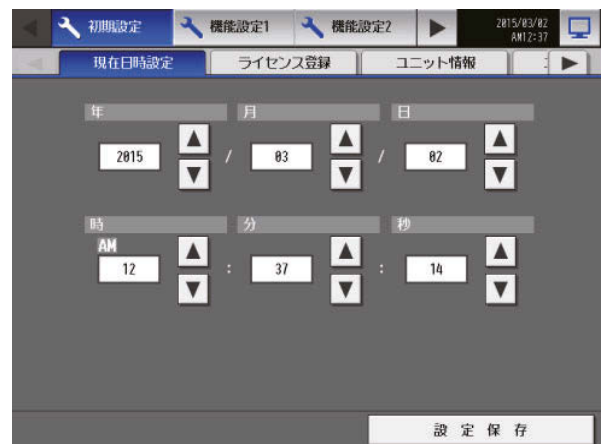 初期設定 機能設定1 機能設定2 2015/03/02
AM12:37
現在日時設定 ライセンス登録 ユニット情報
年 月 日
2015 / 03 / 02
時 分 秒
AM
12 : 37 : 14
設定保存